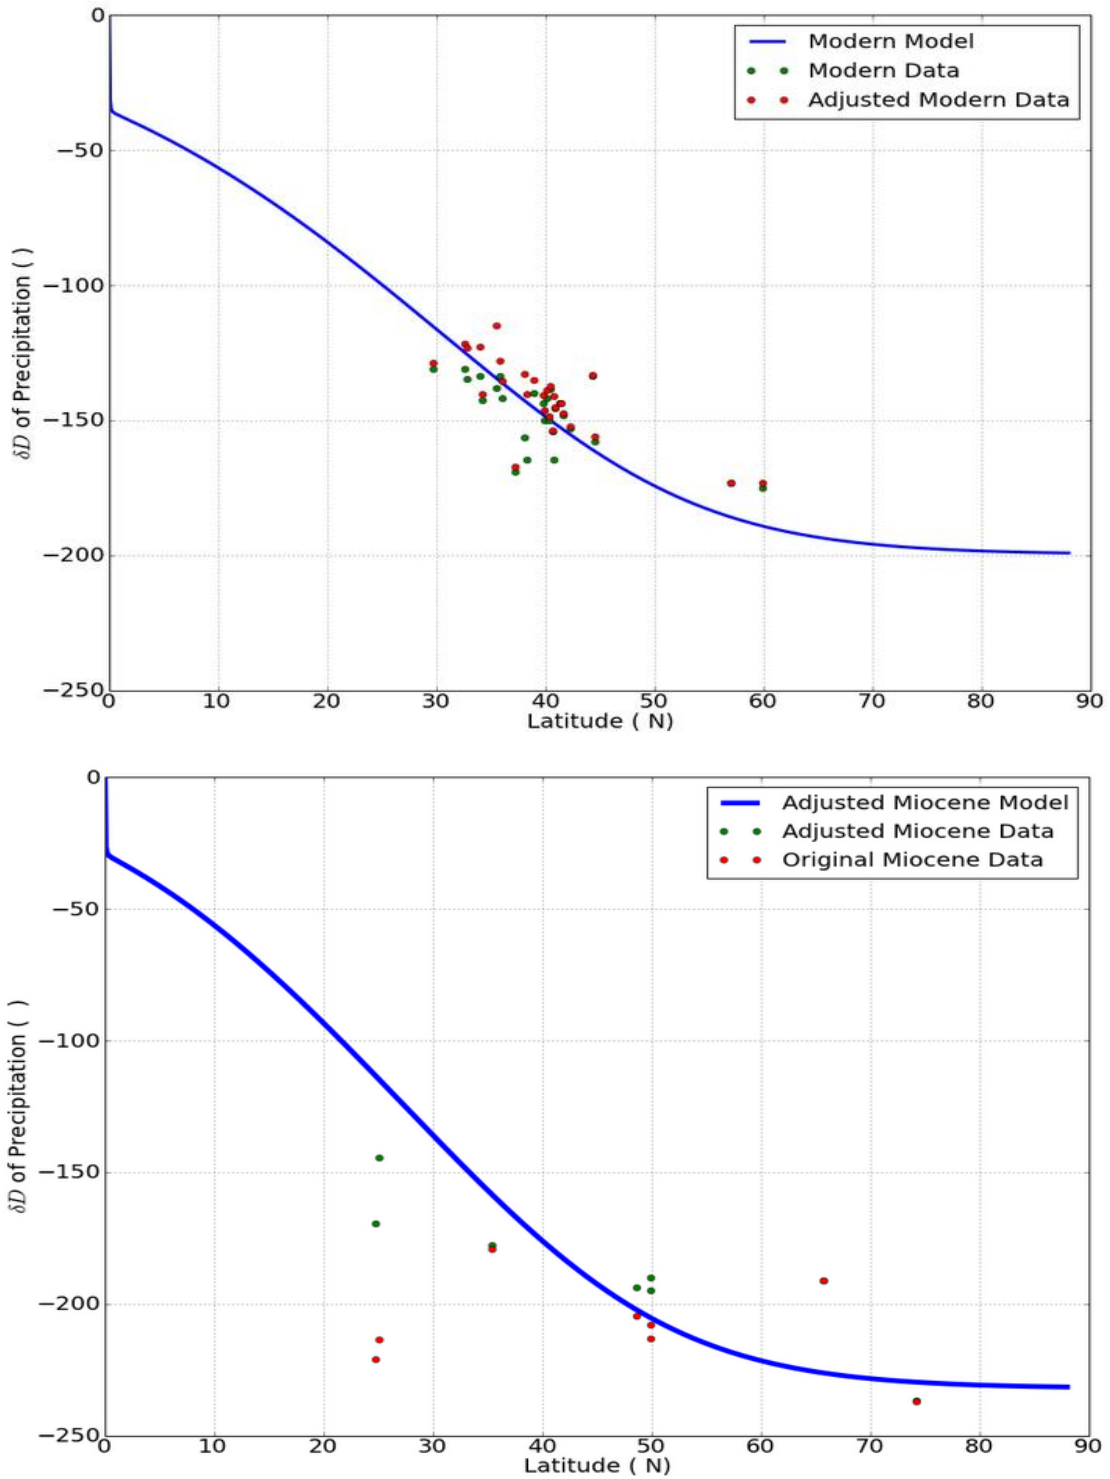 0
−50
−100
−150
−200
−250
δD of Precipitation ( )
Modern Model
Modern Data
Adjusted Modern Data
0 10 20 30 40 50 60 70 80 90
Latitude ( N)
0
−50
−100
−150
−200
−250
δD of Precipitation (  )
Adjusted Miocene Model
Adjusted Miocene Data
Original Miocene Data
0 10 20 30 40 50 60 70 80 90
Latitude ( N)